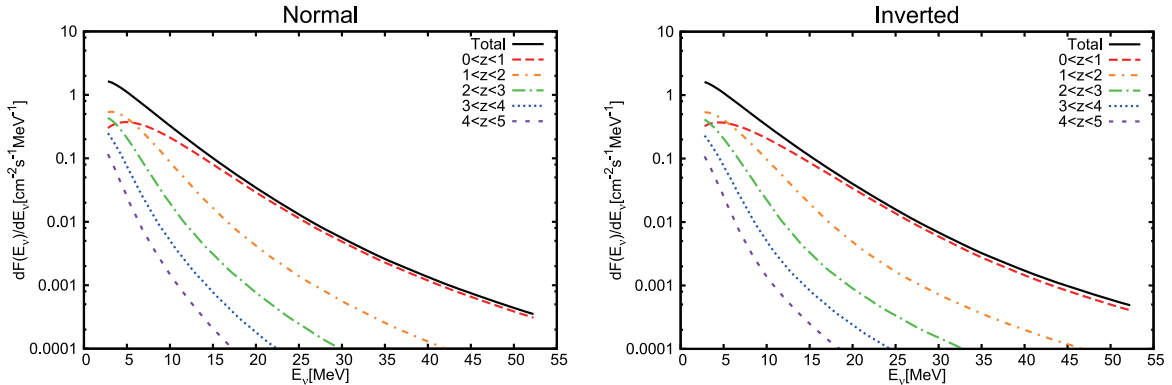 Normal
dF(Eν)/dEν[cm⁻²s⁻¹MeV⁻¹]
10
1
0.1
0.01
0.001
0.0001
Total
0<z<1
1<z<2
2<z<3
3<z<4
4<z<5
0 5 10 15 20 25 30 35 40 45 50 55
Eν[MeV]
Inverted
dF(Eν)/dEν[cm⁻²s⁻¹MeV⁻¹]
10
1
0.1
0.01
0.001
0.0001
Total
0<z<1
1<z<2
2<z<3
3<z<4
4<z<5
0 5 10 15 20 25 30 35 40 45 50 55
Eν[MeV]